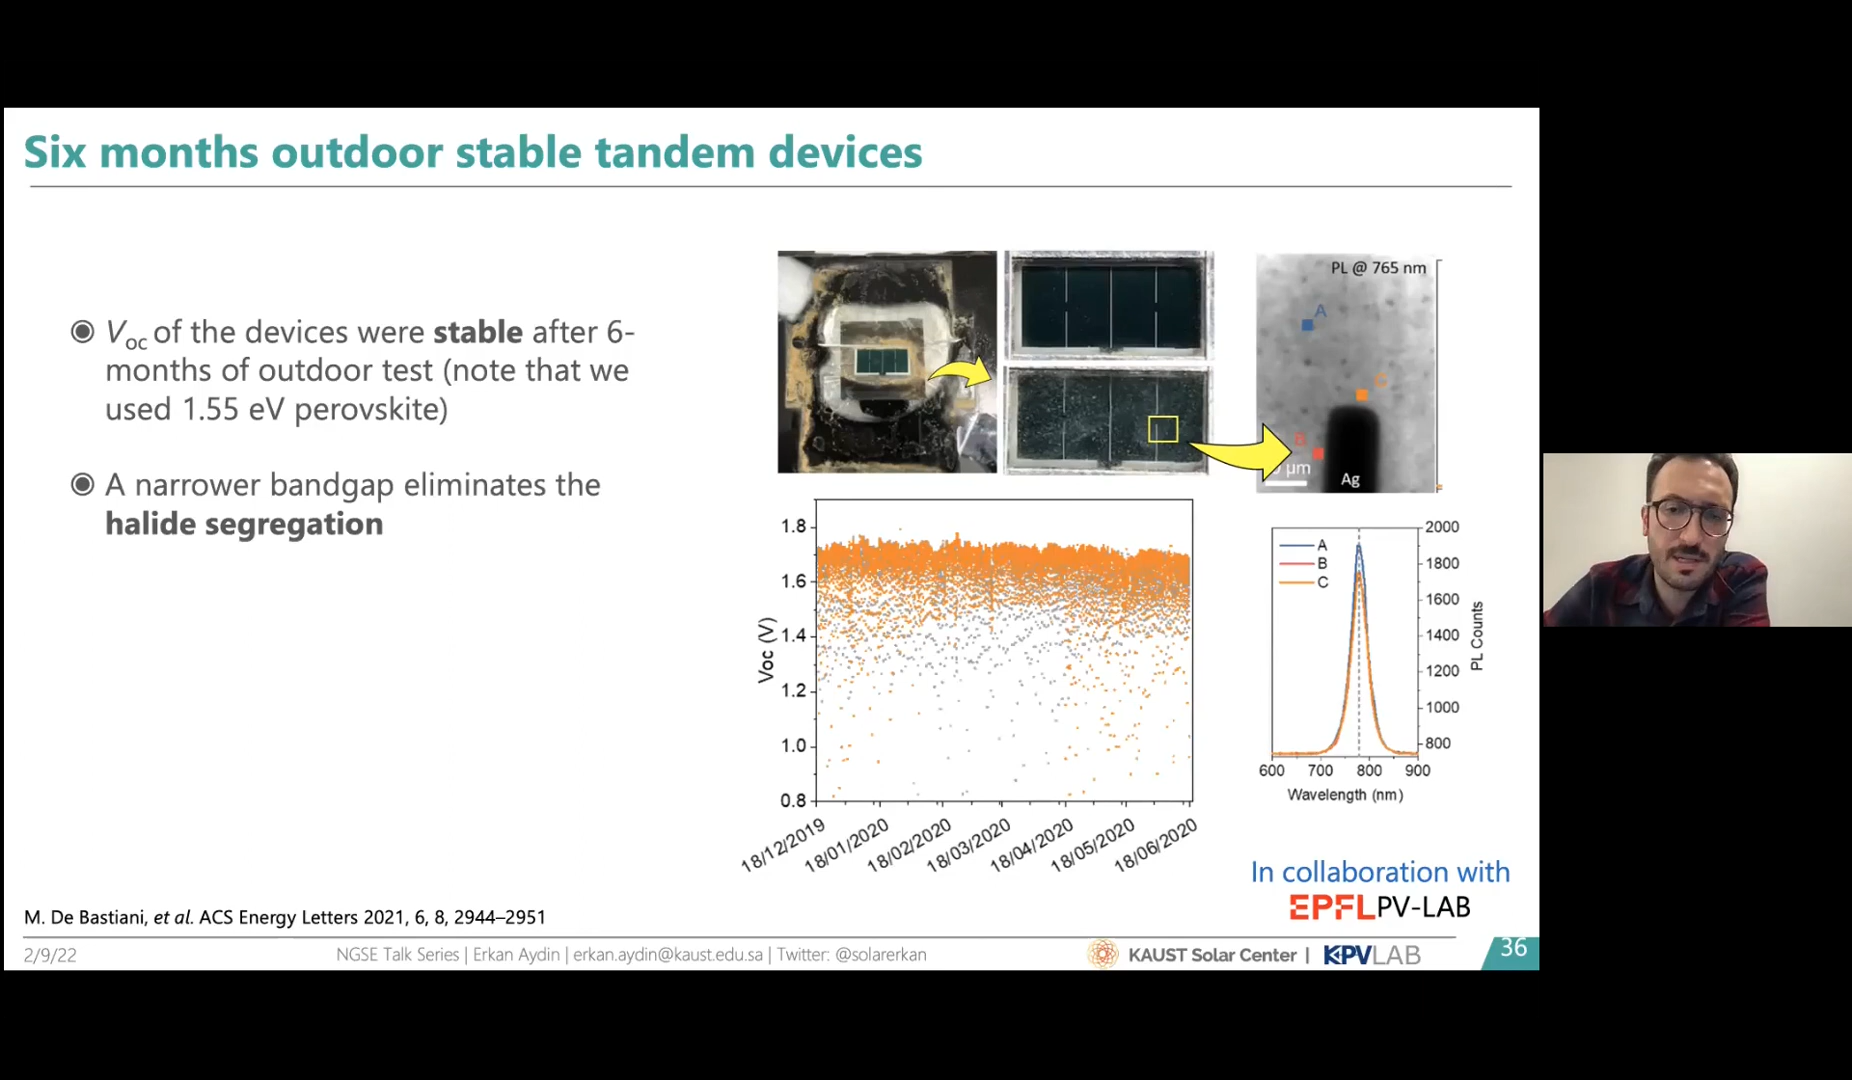 Six months outdoor stable tandem devices
Voc of the devices were stable after 6-
months of outdoor test (note that we
used 1.55 eV perovskite)
A narrower bandgap eliminates the
halide segregation
PL @ 765 nm
A
C
B
µm
Ag
Voc (V)
1.8
1.6
1.4
1.2
1.0
0.8
18/12/2019
18/01/2020
18/02/2020
18/03/2020
18/04/2020
18/05/2020
18/06/2020
A
B
C
2000
1800
1600
1400
1200
1000
800
PL Counts
600 700 800 900
Wavelength (nm)
In collaboration with
EPFL PV-LAB
M. De Bastiani, et al. ACS Energy Letters 2021, 6, 8, 2944–2951
2/9/22
NGSE Talk Series | Erkan Aydin | erkan.aydin@kaust.edu.sa | Twitter: @solarerkan
KAUST Solar Center | KPVLAB
36